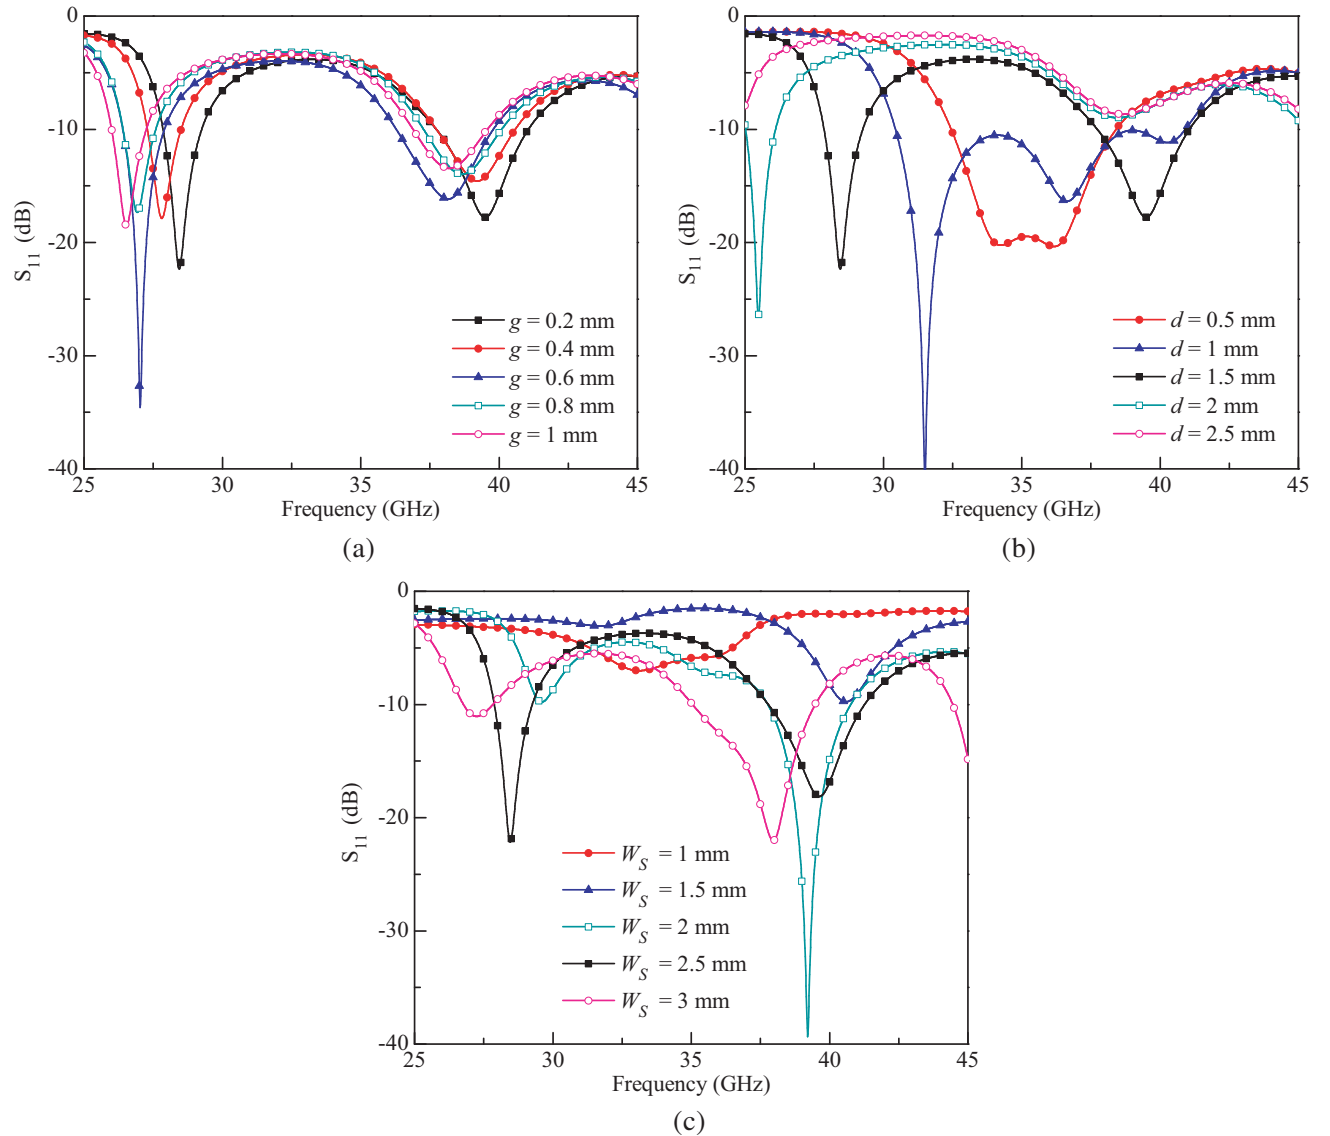 0
-10
-20
-30
-40
25
30
35
40
45
S11 (dB)
Frequency (GHz)
g = 0.2 mm
g = 0.4 mm
g = 0.6 mm
g = 0.8 mm
g = 1 mm
(a)
0
-10
-20
-30
-40
25
30
35
40
45
S11 (dB)
Frequency (GHz)
d = 0.5 mm
d = 1 mm
d = 1.5 mm
d = 2 mm
d = 2.5 mm
(b)
0
-10
-20
-30
-40
25
30
35
40
45
S11 (dB)
Frequency (GHz)
WS = 1 mm
WS = 1.5 mm
WS = 2 mm
WS = 2.5 mm
WS = 3 mm
(c)